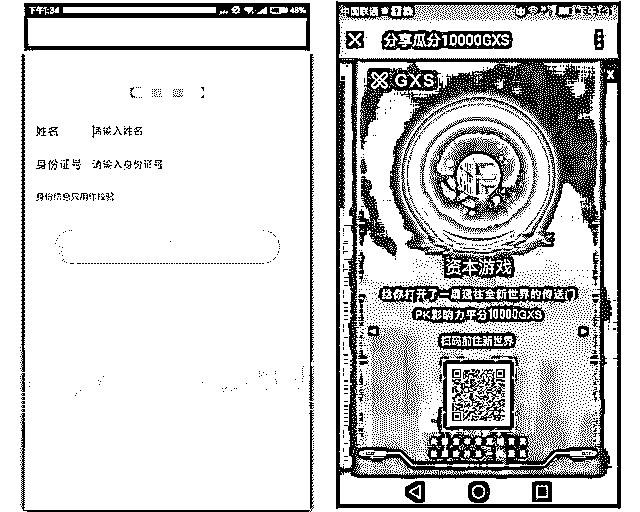 下午1:34
48%
姓名 请输入姓名
身份证号 请输入身份证号
身份信息只用作校验
中国联通
分享瓜分10000GXS
GXS
资本游戏
给你打开了一扇通往全新世界的传送门
PK影响力平分10000GXS
扫码前往新世界